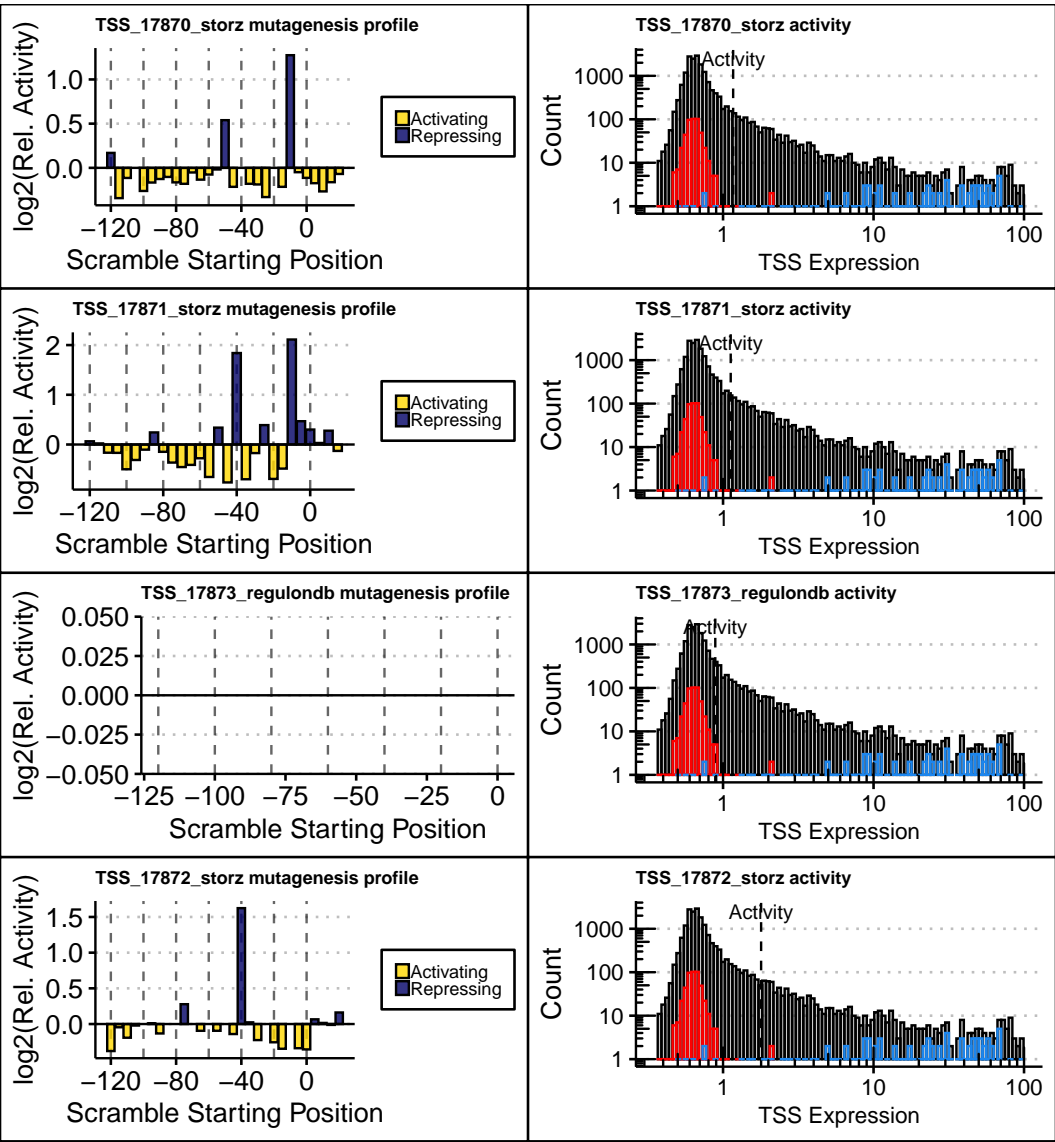 TSS_17870_storz mutagenesis profile
log2(Rel. Activity)
1.0
0.5
0.0
−120 −80 −40 0
Scramble Starting Position
Activating
Repressing
TSS_17870_storz activity
Activity
Count
1000
100
10
1
1 10 100
TSS Expression
TSS_17871_storz mutagenesis profile
log2(Rel. Activity)
2
1
0
−120 −80 −40 0
Scramble Starting Position
Activating
Repressing
TSS_17871_storz activity
Activity
Count
1000
100
10
1
1 10 100
TSS Expression
TSS_17873_regulondb mutagenesis profile
log2(Rel. Activity)
0.050
0.025
0.000
−0.025
−0.050
−125 −100 −75 −50 −25 0
Scramble Starting Position
TSS_17873_regulondb activity
Activity
Count
1000
100
10
1
1 10 100
TSS Expression
TSS_17872_storz mutagenesis profile
log2(Rel. Activity)
1.5
1.0
0.5
0.0
−120 −80 −40 0
Scramble Starting Position
Activating
Repressing
TSS_17872_storz activity
Activity
Count
1000
100
10
1
1 10 100
TSS Expression